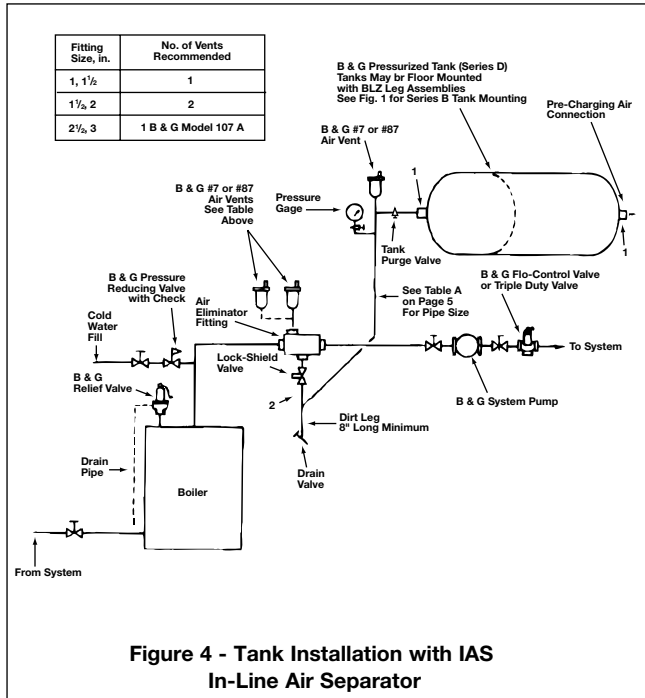 Fitting Size, in.
No. of Vents Recommended
1, 1½
1
1½, 2
2
2½, 3
1 B & G Model 107 A
B & G Pressurized Tank (Series D)
Tanks May br Floor Mounted
with BLZ Leg Assemblies
See Fig. 1 for Series B Tank Mounting
Pre-Charging Air
Connection
B & G #7 or #87
Air Vent
1
Pressure
Gage
B & G #7 or #87
Air Vents
See Table
Above
Tank
Purge Valve
1
B & G Pressure
Reducing Valve
with Check
Air
Eliminator
Fitting
See Table A
on Page 5
For Pipe Size
B & G Flo-Control Valve
or Triple Duty Valve
Cold
Water
Fill
To System
Lock-Shield
Valve
B & G
Relief Valve
2
B & G System Pump
Dirt Leg
8" Long Minimum
Drain
Pipe
Drain
Valve
Boiler
From System
Figure 4 - Tank Installation with IAS
In-Line Air Separator